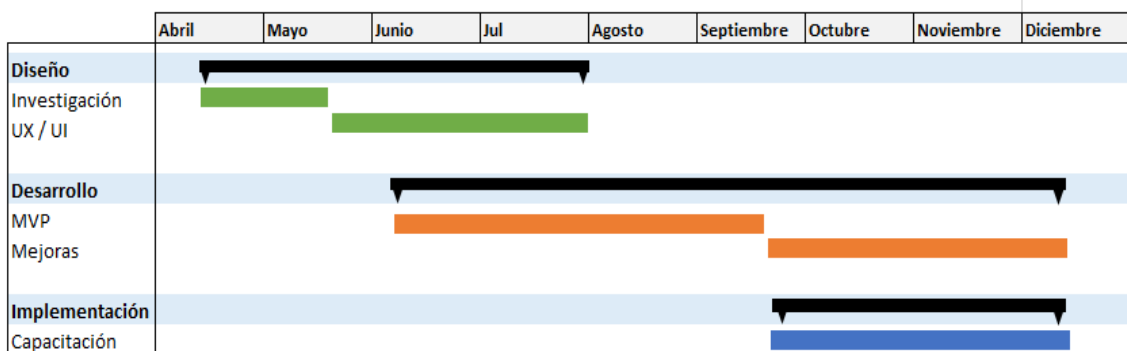 Abril Mayo Junio Jul Agosto Septiembre Octubre Noviembre Diciembre
Diseño
Investigación
UX / UI
Desarrollo
MVP
Mejoras
Implementación
Capacitación